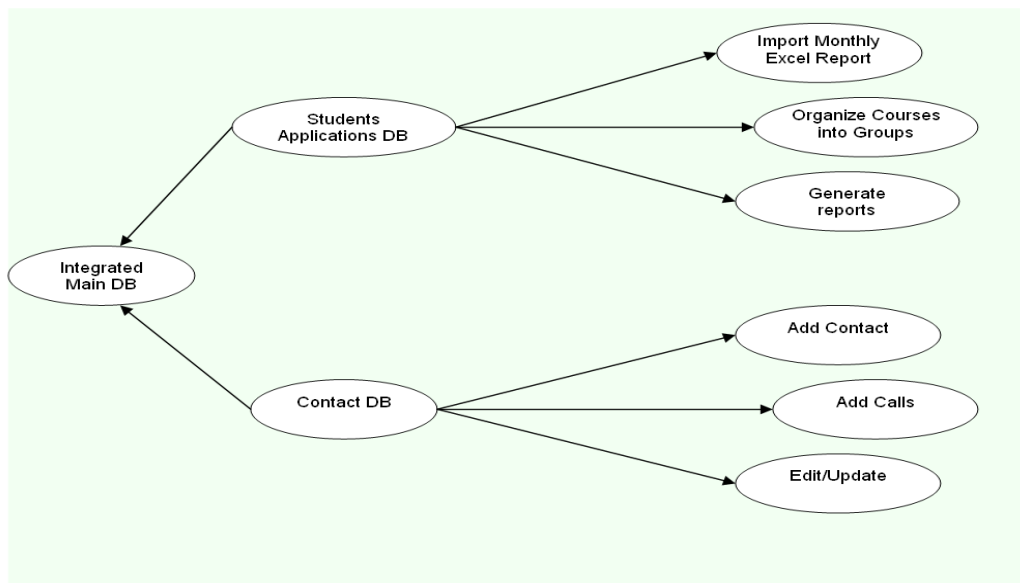 Import Monthly
Excel Report
Students
Applications DB
Organize Courses
into Groups
Generate
reports
Integrated
Main DB
Add Contact
Contact DB
Add Calls
Edit/Update